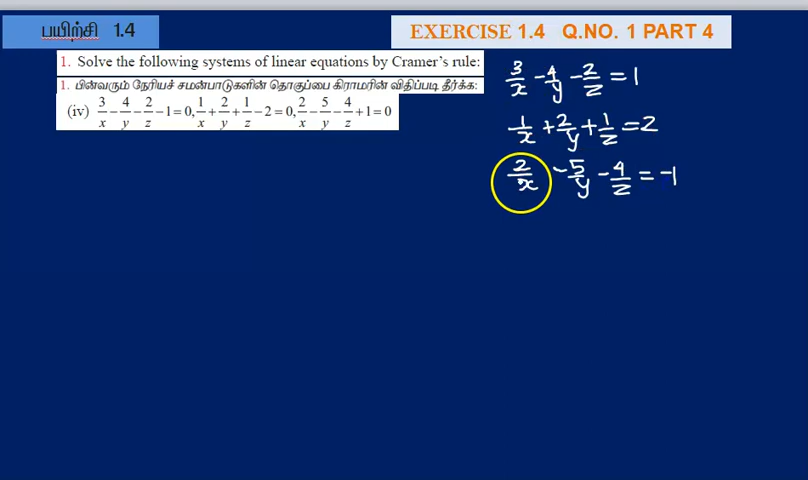 பயிற்சி 1.4
EXERCISE 1.4 Q.NO. 1 PART 4
1. Solve the following systems of linear equations by Cramer's rule:
1. பின்வரும் நேரியச் சமன்பாடுகளின் தொகுப்பை கிராமரின் விதிப்படி தீர்க்க:
(iv) 3/x − 4/y − 2/z − 1 = 0, 1/x + 2/y + 1/z − 2 = 0, 2/x − 5/y − 4/z + 1 = 0
3/x − 4/y − 2/z = 1
1/x + 2/y + 1/z = 2
2/x − 5/y − 4/z = −1